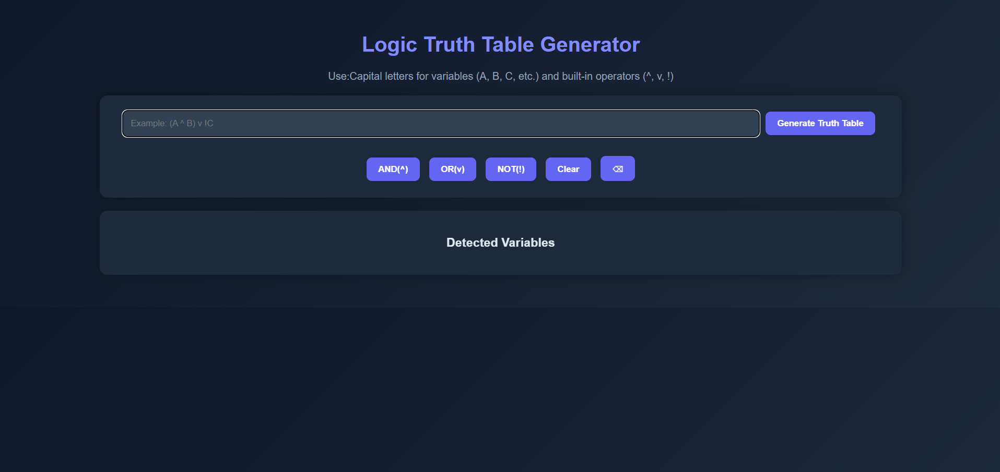 Logic Truth Table Generator
Use:Capital letters for variables (A, B, C, etc.) and built-in operators (^, v, !)
Example: (A ^ B) v !C
Generate Truth Table
AND(^)
OR(v)
NOT(!)
Clear
⌫
Detected Variables